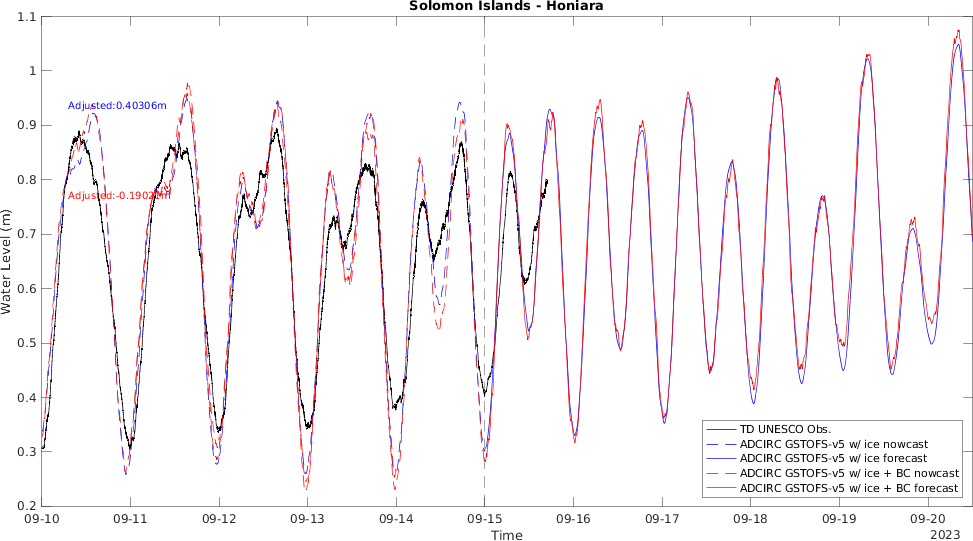 Solomon Islands - Honiara
1.1
1
0.9
0.8
0.7
0.6
0.5
0.4
0.3
0.2
Water Level (m)
Adjusted:0.40306m
TD UNESCO Obs.
ADCIRC GSTOFS-v5 w/ ice nowcast
ADCIRC GSTOFS-v5 w/ ice forecast
ADCIRC GSTOFS-v5 w/ ice + BC nowcast
ADCIRC GSTOFS-v5 w/ ice + BC forecast
09-10 09-11 09-12 09-13 09-14 09-15 09-16 09-17 09-18 09-19 09-20
Time
2023